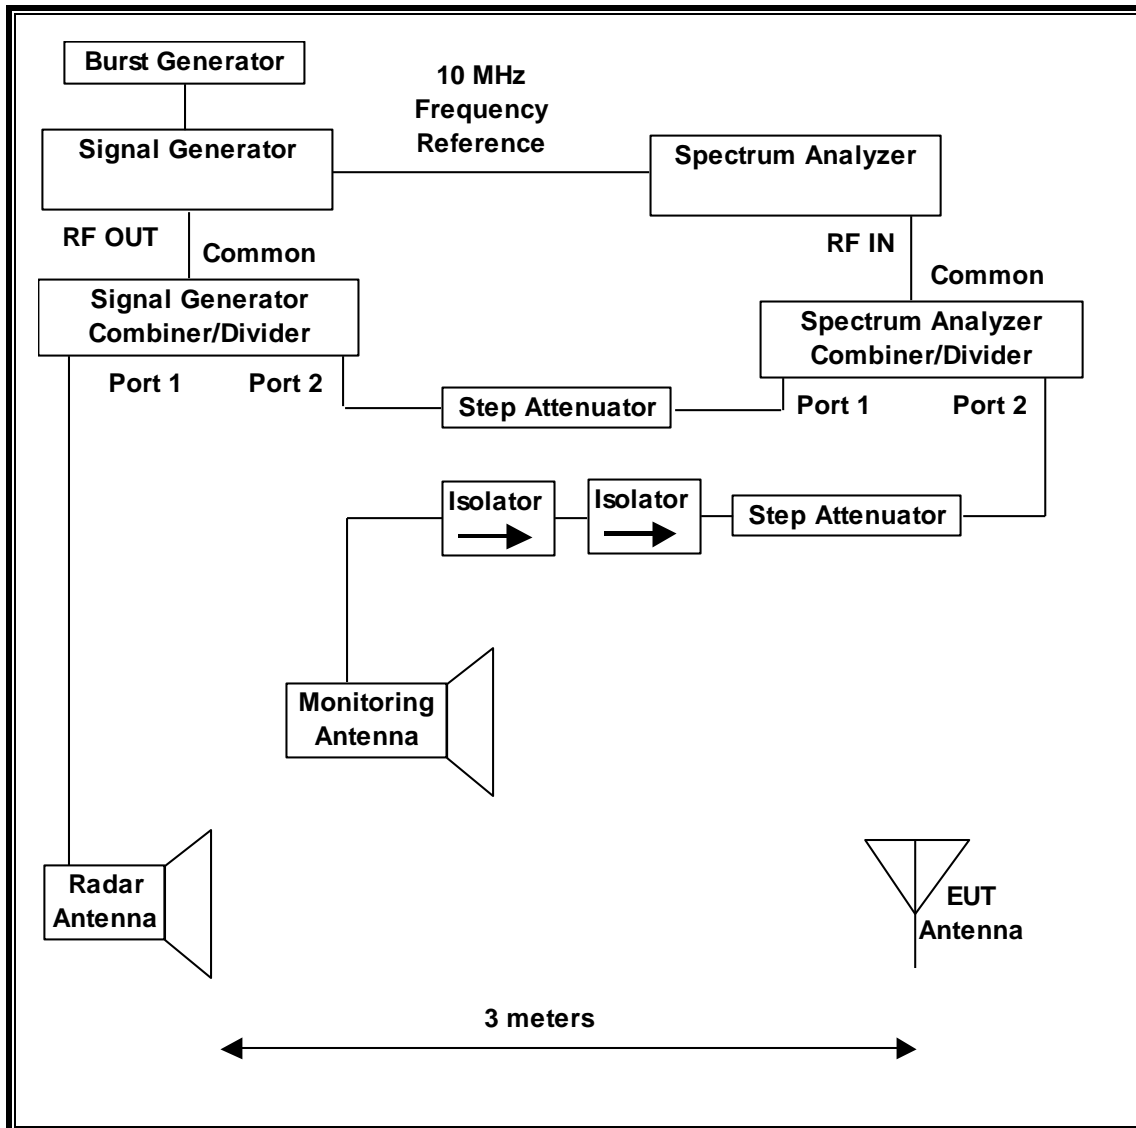 Burst Generator
10 MHz
Frequency
Reference
Signal Generator
Spectrum Analyzer
RF OUT
Common
RF IN
Common
Signal Generator
Combiner/Divider
Spectrum Analyzer
Combiner/Divider
Port 1
Port 2
Step Attenuator
Port 1
Port 2
Isolator
Isolator
Step Attenuator
Monitoring
Antenna
Radar
Antenna
EUT
Antenna
3 meters